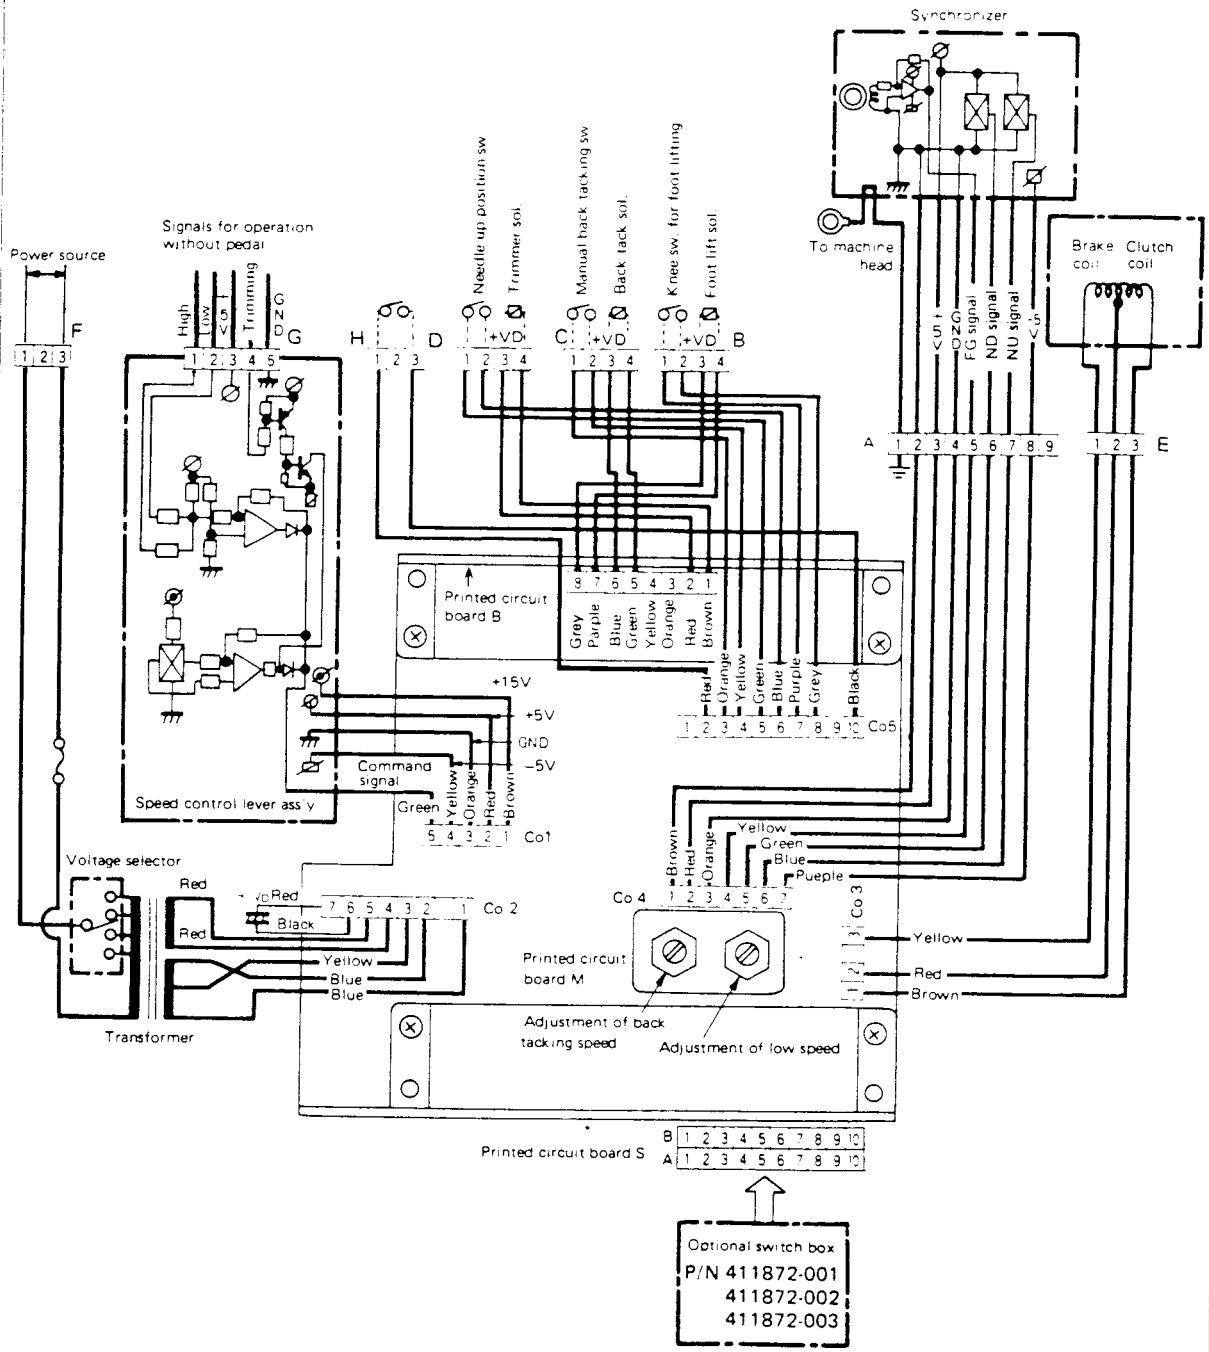 Synchronizer
Needle up position sw
Trimmer sol.
Manual back tacking sw
Back tack sol.
Knee sw. for foot lifting
Foot lift sol.
Signals for operation
without pedal
Power source
High
Low
+5V
Trimming
GND
To machine
head
Brake Clutch
coil coil
+5V
GND
FG signal
ND signal
NU signal
-5V
F
G
H
D
+VD
C
+VD
+VD
B
1 2 3
1 2 3 4 5
1 2 3
1 2 3 4
1 2 3 4
1 2 3 4
A 1 2 3 4 5 6 7 8 9
1 2 3 E
Printed circuit
board B
8 7 6 5 4 3 2 1
Grey
Parple
Blue
Green
Yellow
Orange
Red
Brown
Red
Orange
Yellow
Green
Blue
Purple
Grey
Black
1 2 3 4 5 6 7 8 9 10 Co5
+15V
+5V
GND
-5V
Command
signal
Speed control lever ass'y
Green
Yellow
Orange
Red
Brown
5 4 3 2 1 Co1
Brown
Red
Orange
Yellow
Green
Blue
Pueple
Co 4 1 2 3 4 5 6 7
Co 3
3
2
1
Voltage selector
Red
Red
VD Red
Black
7 6 5 4 3 2 1 Co 2
Yellow
Blue
Blue
Transformer
Printed circuit
board M
Yellow
Red
Brown
Adjustment of back
tacking speed
Adjustment of low speed
Printed circuit board S
B 1 2 3 4 5 6 7 8 9 10
A 1 2 3 4 5 6 7 8 9 10
Optional switch box
P/N 411872-001
411872-002
411872-003